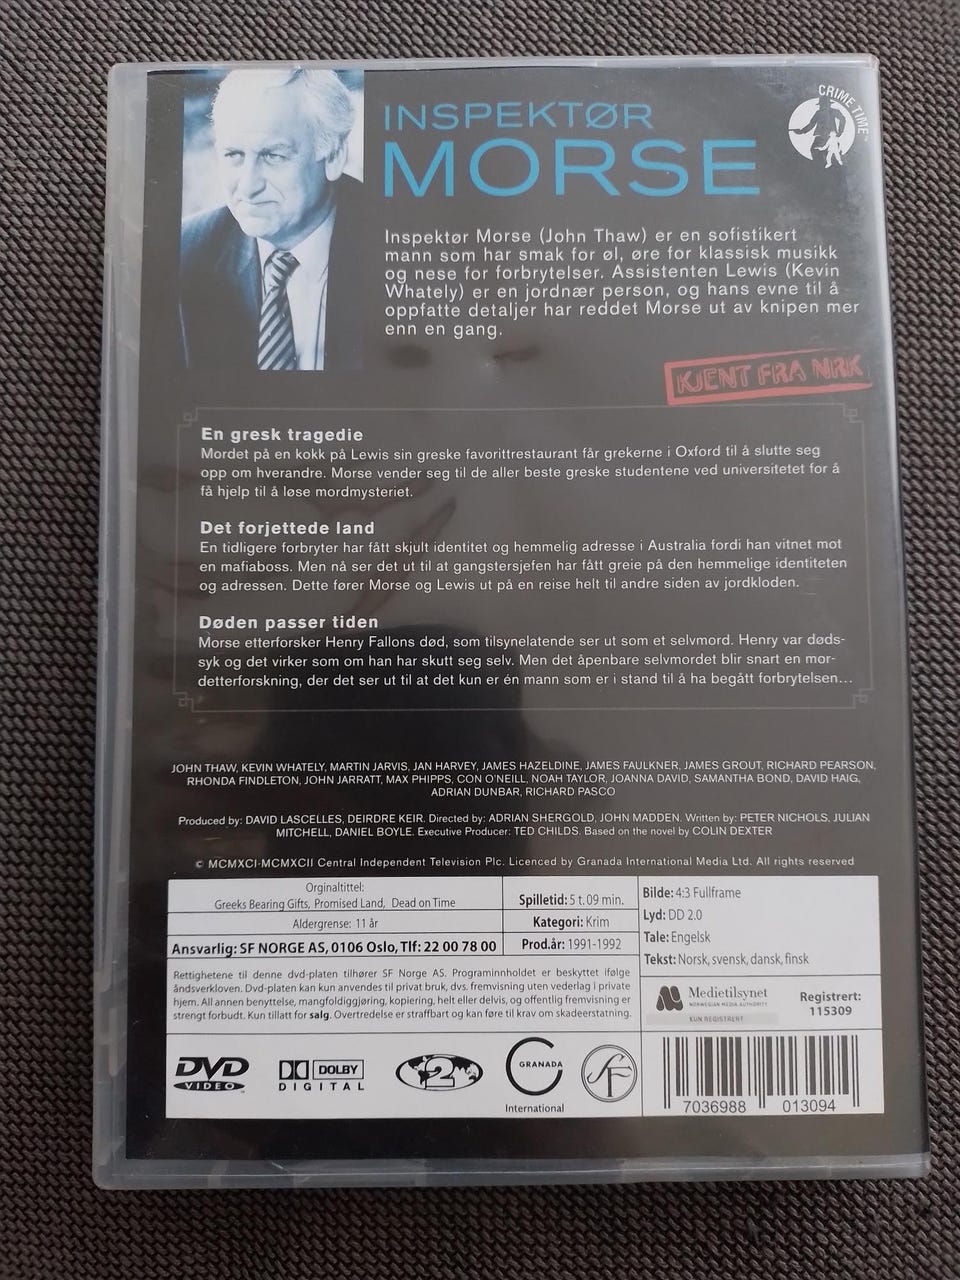 INSPEKTØR
MORSE
CRIME TIME
Inspektør Morse (John Thaw) er en sofistikert
mann som har smak for øl, øre for klassisk musikk
og nese for forbrytelser. Assistenten Lewis (Kevin
Whately) er en jordnær person, og hans evne til å
oppfatte detaljer har reddet Morse ut av knipen mer
enn en gang.
KJENT FRA NRK
En gresk tragedie
Mordet på en kokk på Lewis sin greske favorittrestaurant får grekerne i Oxford til å slutte seg
opp om hverandre. Morse vender seg til de aller beste greske studentene ved universitetet for å
få hjelp til å løse mordmysteriet.
Det forjettede land
En tidligere forbryter har fått skjult identitet og hemmelig adresse i Australia fordi han vitnet mot
en mafiaboss. Men nå ser det ut til at gangstersjefen har fått greie på den hemmelige identiteten
og adressen. Dette fører Morse og Lewis ut på en reise helt til andre siden av jordkloden.
Døden passer tiden
Morse etterforsker Henry Fallons død, som tilsynelatende ser ut som et selvmord. Henry var døds-
syk og det virker som om han har skutt seg selv. Men det åpenbare selvmordet blir snart en mor-
detterforskning, der det ser ut til at det kun er én mann som er i stand til å ha begått forbrytelsen...
JOHN THAW, KEVIN WHATELY, MARTIN JARVIS, JAN HARVEY, JAMES HAZELDINE, JAMES FAULKNER, JAMES GROUT, RICHARD PEARSON,
RHONDA FINDLETON, JOHN JARRATT, MAX PHIPPS, CON O'NEILL, NOAH TAYLOR, JOANNA DAVID, SAMANTHA BOND, DAVID HAIG,
ADRIAN DUNBAR, RICHARD PASCO
Produced by: DAVID LASCELLES, DEIRDRE KEIR. Directed by: ADRIAN SHERGOLD, JOHN MADDEN. Written by: PETER NICHOLS, JULIAN
MITCHELL, DANIEL BOYLE. Executive Producer: TED CHILDS. Based on the novel by COLIN DEXTER
© MCMXCI-MCMXCII Central Independent Television Plc. Licenced by Granada International Media Ltd. All rights reserved
Orginaltittel:
Greeks Bearing Gifts, Promised Land, Dead on Time
Aldergrense: 11 år
Ansvarlig: SF NORGE AS, 0106 Oslo, Tlf: 22 00 78 00
Spilletid: 5 t. 09 min.
Kategori: Krim
Prod.år: 1991-1992
Bilde: 4:3 Fullframe
Lyd: DD 2.0
Tale: Engelsk
Tekst: Norsk, svensk, dansk, finsk
Rettighetene til denne dvd-platen tilhører SF Norge AS. Programinnholdet er beskyttet ifølge
åndsverkloven. Dvd-platen kan kun anvendes til privat bruk, dvs. fremvisning uten vederlag i private
hjem. All annen benyttelse, mangfoldiggjøring, kopiering, helt eller delvis, og offentlig fremvisning er
strengt forbudt. Kun tillatt for salg. Overtredelse er straffbart og kan føre til krav om skadeerstatning.
Medietilsynet
NORWEGIAN MEDIA AUTHORITY
KUN REGISTRERT
Registrert:
115309
DVD
VIDEO
DOLBY
DIGITAL
2
GRANADA
International
SF
7036988 013094